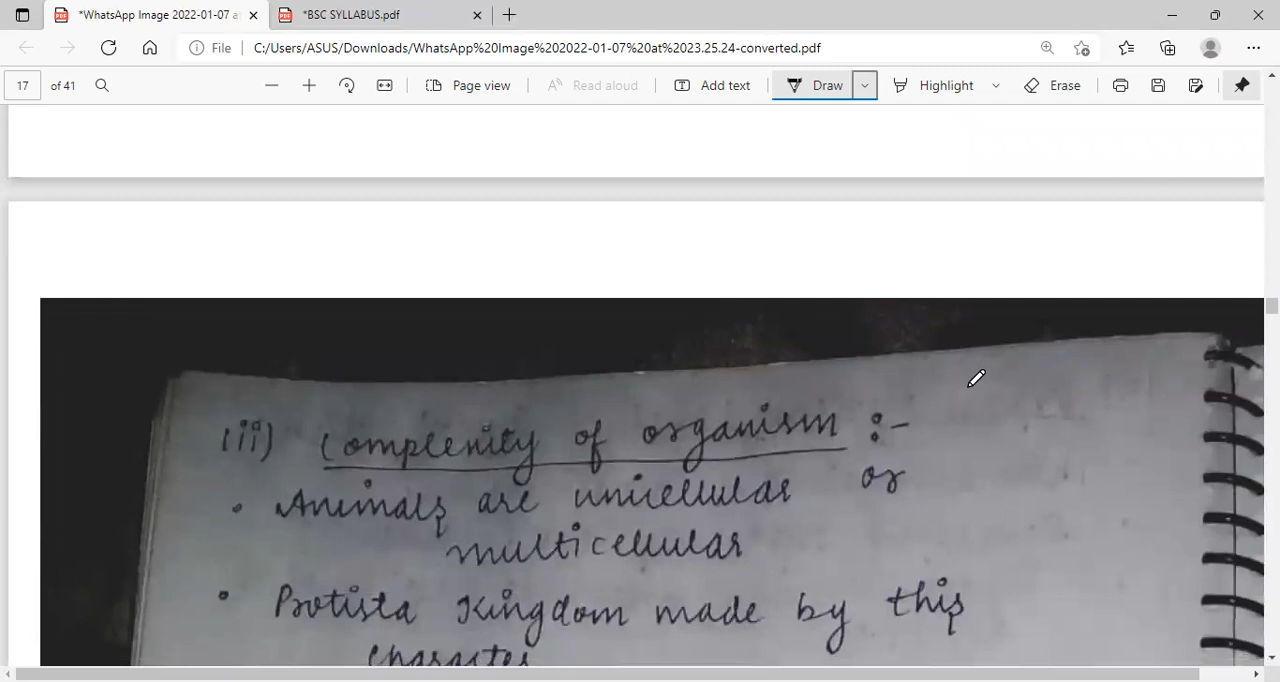 *WhatsApp Image 2022-01-07 a
*BSC SYLLABUS.pdf
File
C:/Users/ASUS/Downloads/WhatsApp%20Image%202022-01-07%20at%2023.25.24-converted.pdf
17 of 41
Page view
Read aloud
Add text
Draw
Highlight
Erase
(ii) Complenity of organism :-
• Animals are unicellular or
multicellular
• Protista Kingdom made by this
character